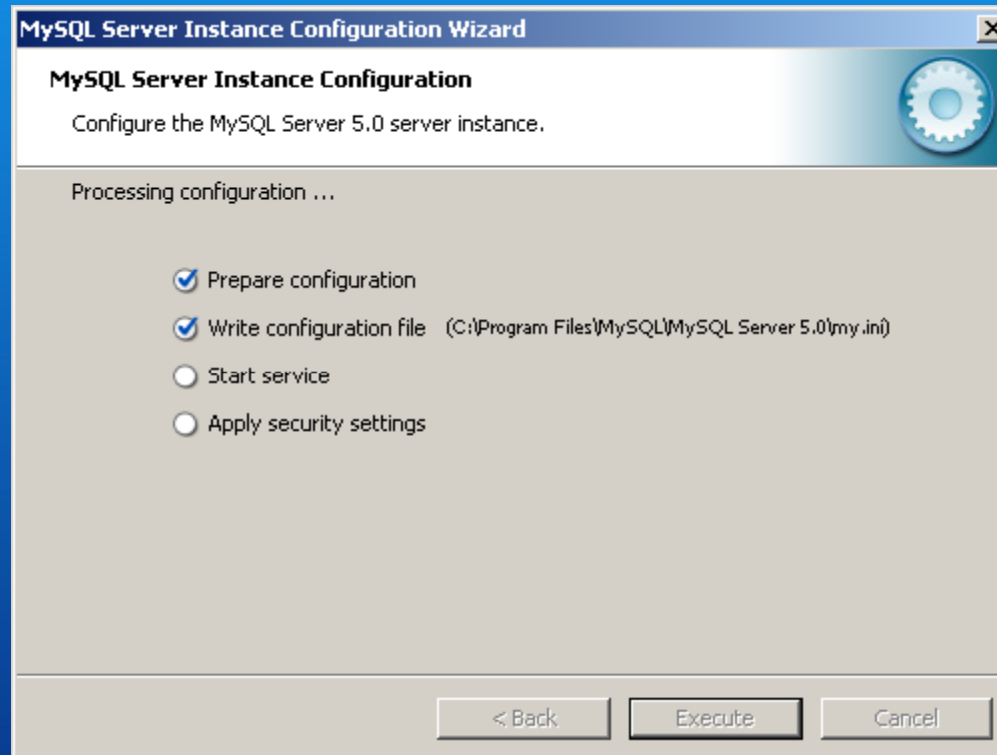 MySQL Server Instance Configuration Wizard
MySQL Server Instance Configuration
Configure the MySQL Server 5.0 server instance.
Processing configuration ...
Prepare configuration
Write configuration file (C:\Program Files\MySQL\MySQL Server 5.0\my.ini)
Start service
Apply security settings
< Back Execute Cancel